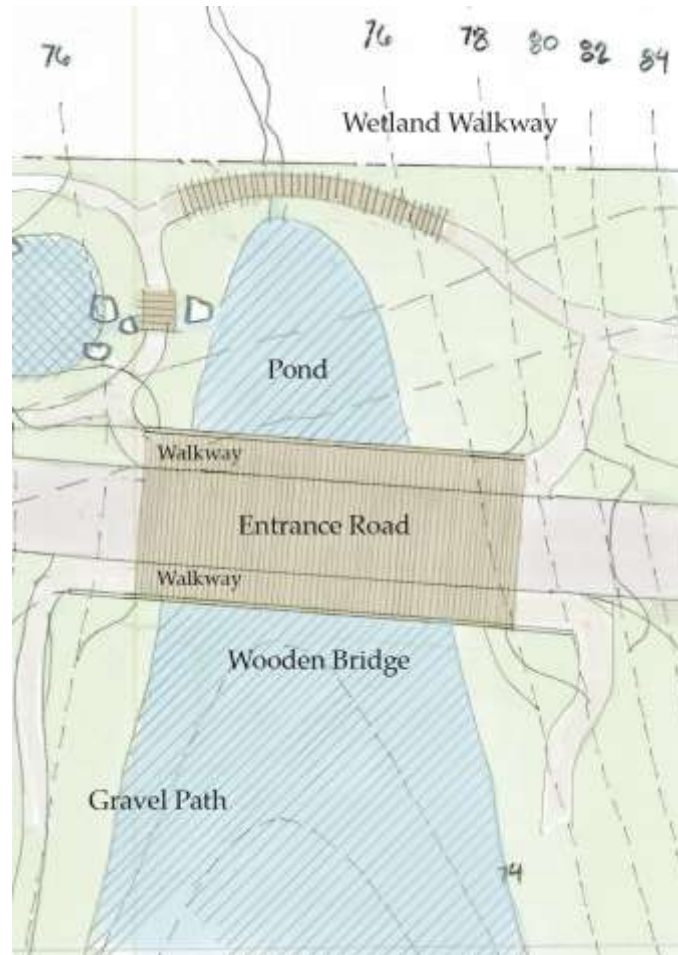 76
76
78
80
82
84
Wetland Walkway
Pond
Walkway
Entrance Road
Walkway
Wooden Bridge
Gravel Path
74